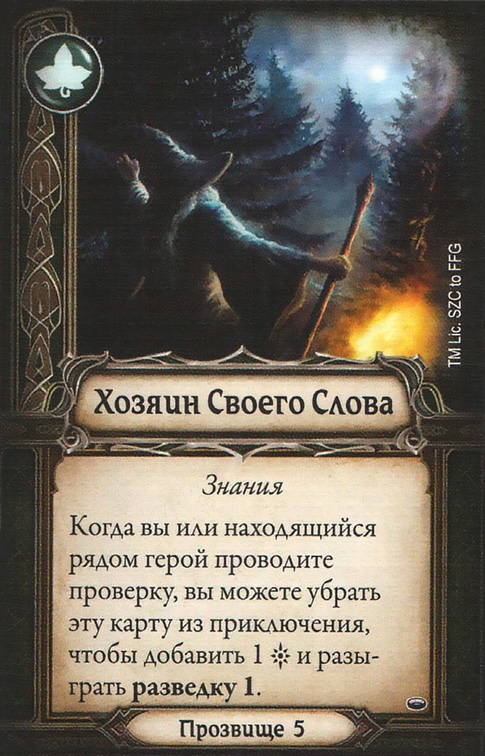 TM Lic. SZC to FFG
Хозяин Своего Слова
Знания
Когда вы или находящийся
рядом герой проводите
проверку, вы можете убрать
эту карту из приключения,
чтобы добавить 1 и разы-
грать разведку 1.
Прозвище 5